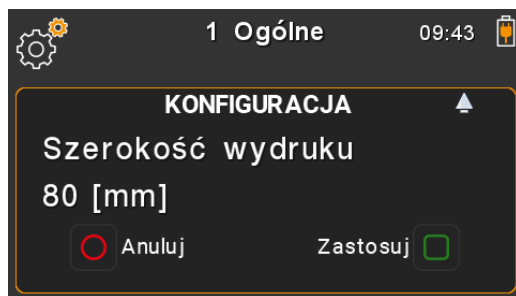 1 Ogólne 09:43
KONFIGURACJA
Szerokość wydruku
80 [mm]
Anuluj Zastosuj